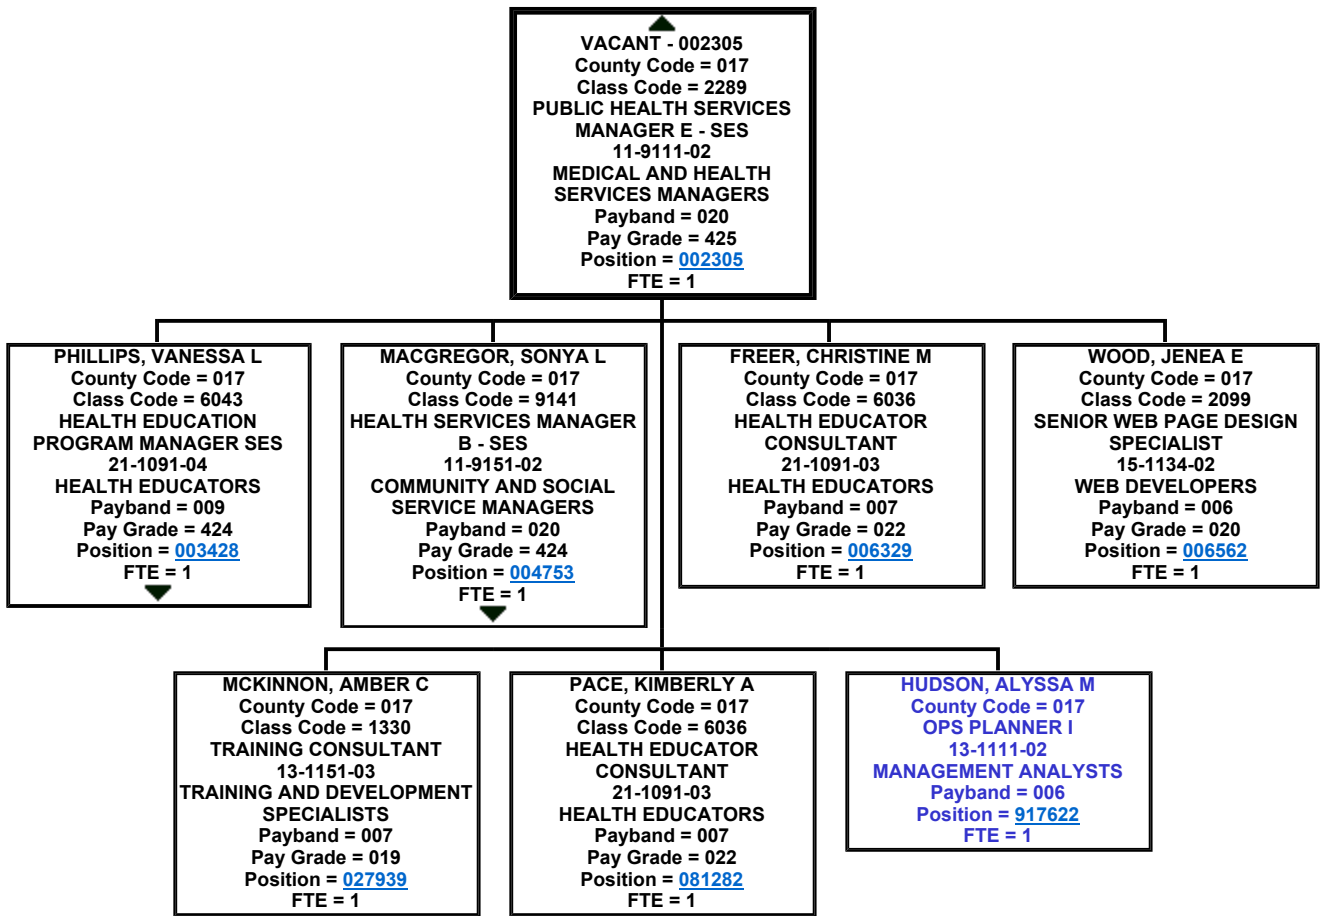 VACANT - 002305
County Code = 017
Class Code = 2289
PUBLIC HEALTH SERVICES
MANAGER E - SES
11-9111-02
MEDICAL AND HEALTH
SERVICES MANAGERS
Payband = 020
Pay Grade = 425
Position = 002305
FTE = 1
PHILLIPS, VANESSA L
County Code = 017
Class Code = 6043
HEALTH EDUCATION
PROGRAM MANAGER SES
21-1091-04
HEALTH EDUCATORS
Payband = 009
Pay Grade = 424
Position = 003428
FTE = 1
MACGREGOR, SONYA L
County Code = 017
Class Code = 9141
HEALTH SERVICES MANAGER
B - SES
11-9151-02
COMMUNITY AND SOCIAL
SERVICE MANAGERS
Payband = 020
Pay Grade = 424
Position = 004753
FTE = 1
FREER, CHRISTINE M
County Code = 017
Class Code = 6036
HEALTH EDUCATOR
CONSULTANT
21-1091-03
HEALTH EDUCATORS
Payband = 007
Pay Grade = 022
Position = 006329
FTE = 1
WOOD, JENEA E
County Code = 017
Class Code = 2099
SENIOR WEB PAGE DESIGN
SPECIALIST
15-1134-02
WEB DEVELOPERS
Payband = 006
Pay Grade = 020
Position = 006562
FTE = 1
MCKINNON, AMBER C
County Code = 017
Class Code = 1330
TRAINING CONSULTANT
13-1151-03
TRAINING AND DEVELOPMENT
SPECIALISTS
Payband = 007
Pay Grade = 019
Position = 027939
FTE = 1
PACE, KIMBERLY A
County Code = 017
Class Code = 6036
HEALTH EDUCATOR
CONSULTANT
21-1091-03
HEALTH EDUCATORS
Payband = 007
Pay Grade = 022
Position = 081282
FTE = 1
HUDSON, ALYSSA M
County Code = 017
OPS PLANNER I
13-1111-02
MANAGEMENT ANALYSTS
Payband = 006
Position = 917622
FTE = 1